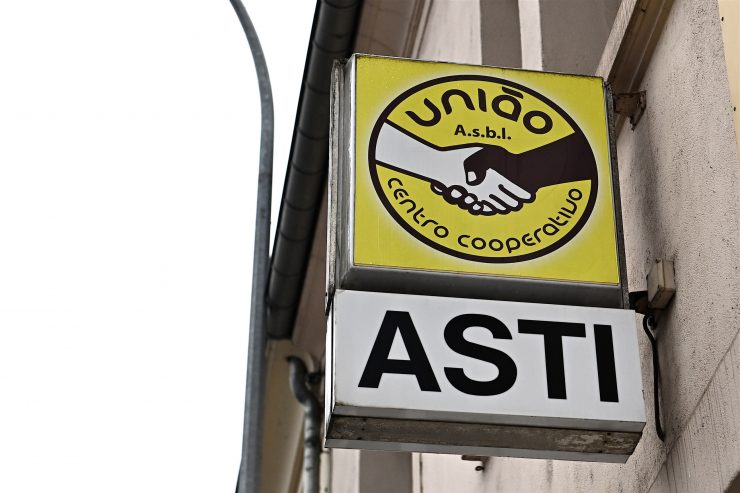 união
A.s.b.l.
centro cooperativo
ASTI